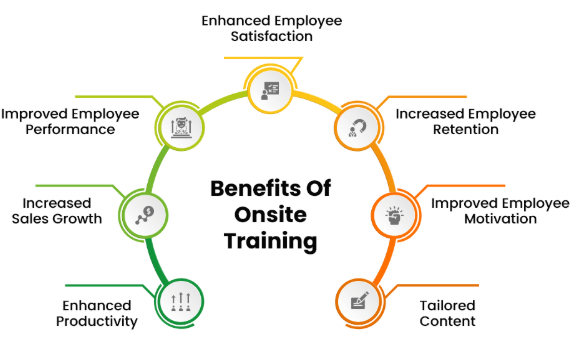 Enhanced Employee
Satisfaction
Improved Employee
Performance
Increased Employee
Retention
Benefits Of
Onsite
Training
Increased
Sales Growth
Improved Employee
Motivation
Enhanced
Productivity
Tailored
Content